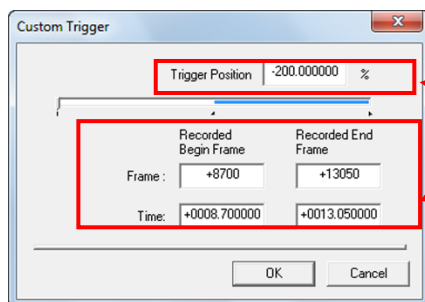 Custom Trigger
Trigger Position -200.000000 %
Recorded Begin Frame
Recorded End Frame
Frame : +8700 +13050
Time: +0008.700000 +0013.050000
OK Cancel